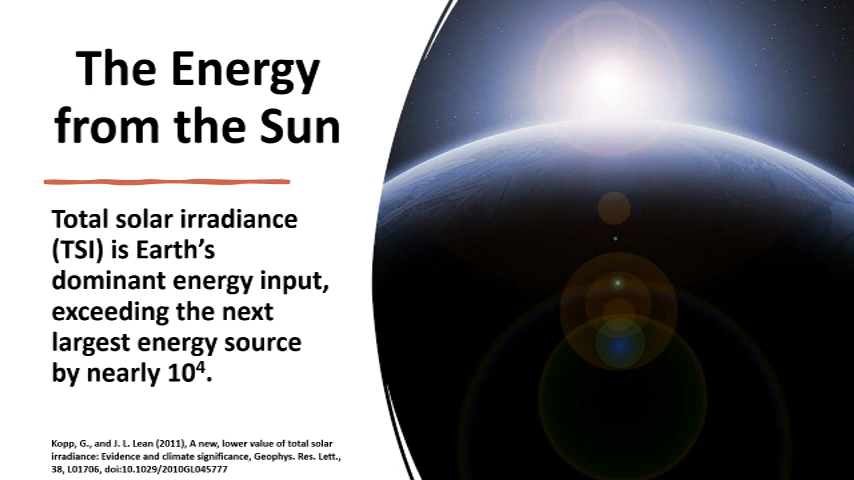 The Energy
from the Sun
Total solar irradiance
(TSI) is Earth’s
dominant energy input,
exceeding the next
largest energy source
by nearly 10⁴.
Kopp, G., and J. L. Lean (2011), A new, lower value of total solar
irradiance: Evidence and climate significance, Geophys. Res. Lett.,
38, L01706, doi:10.1029/2010GL045777